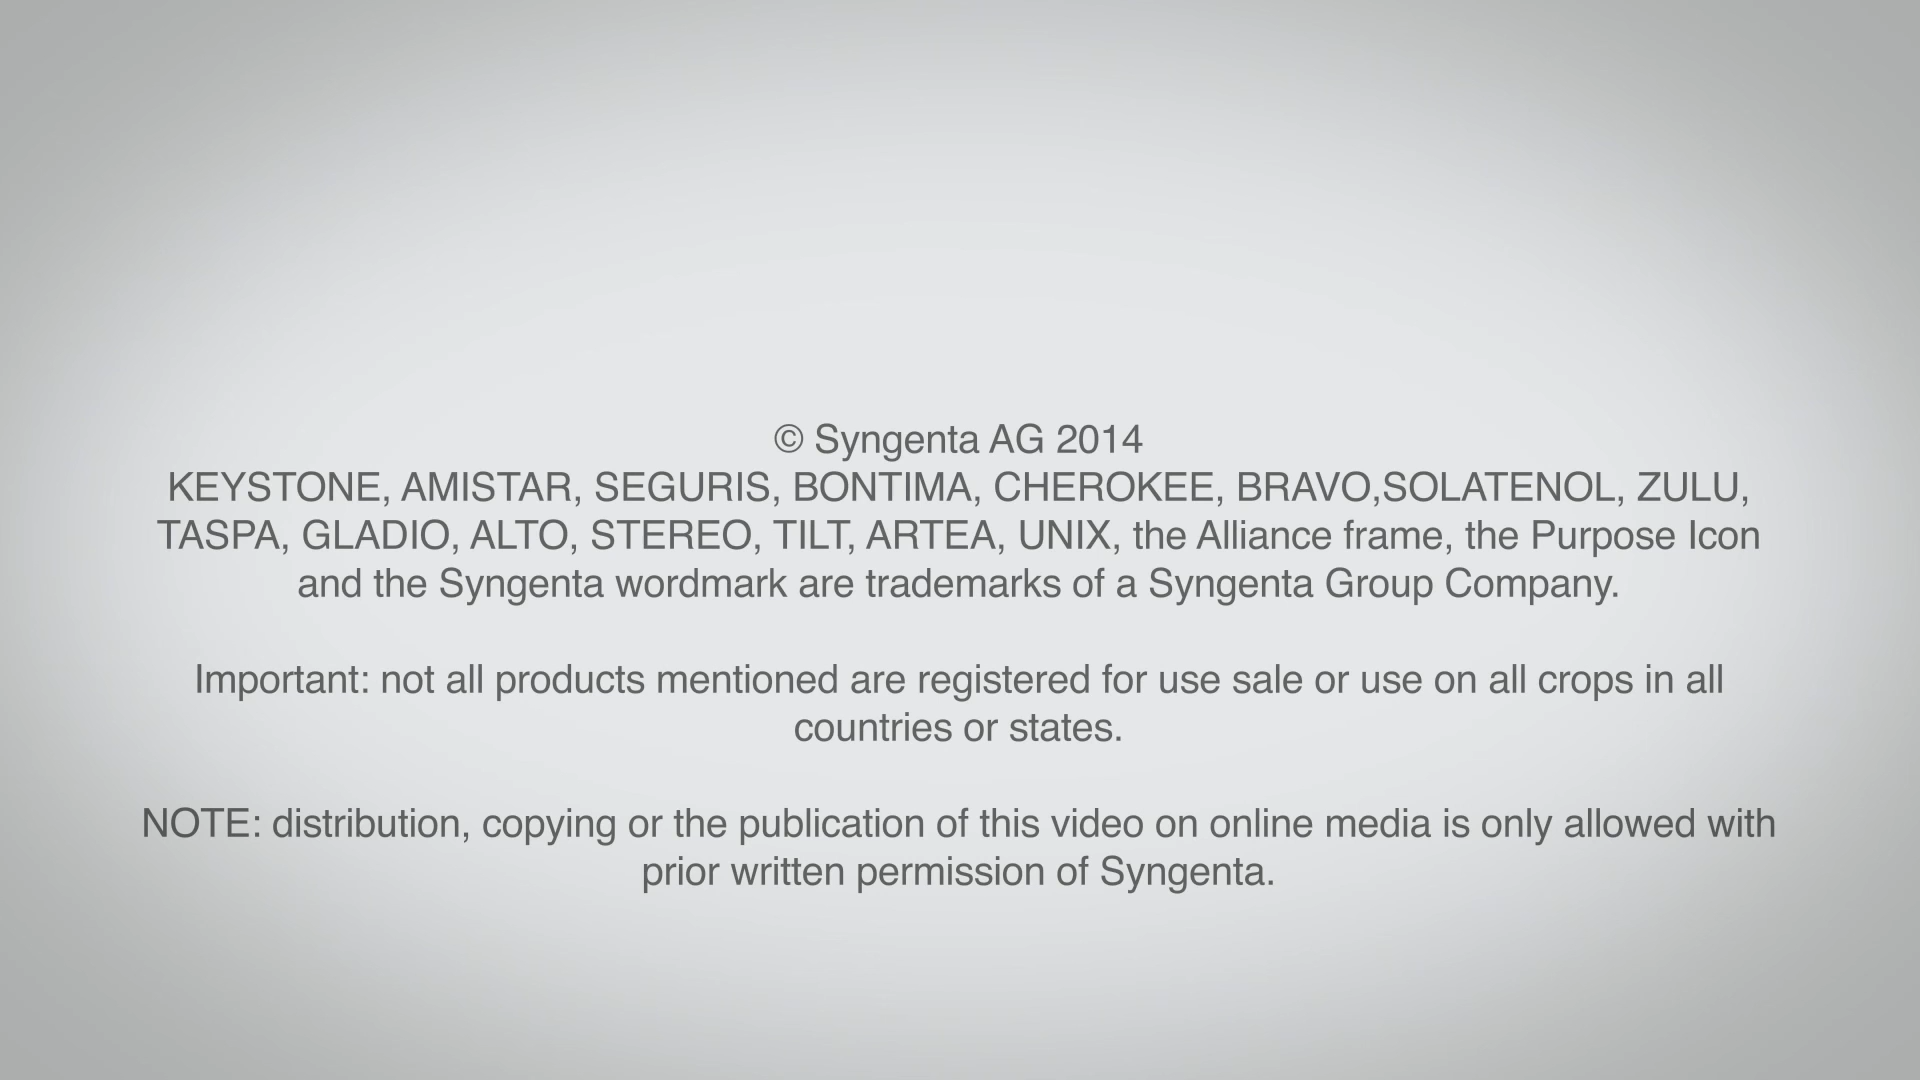 © Syngenta AG 2014
KEYSTONE, AMISTAR, SEGURIS, BONTIMA, CHEROKEE, BRAVO,SOLATENOL, ZULU,
TASPA, GLADIO, ALTO, STEREO, TILT, ARTEA, UNIX, the Alliance frame, the Purpose Icon
and the Syngenta wordmark are trademarks of a Syngenta Group Company.
Important: not all products mentioned are registered for use sale or use on all crops in all
countries or states.
NOTE: distribution, copying or the publication of this video on online media is only allowed with
prior written permission of Syngenta.